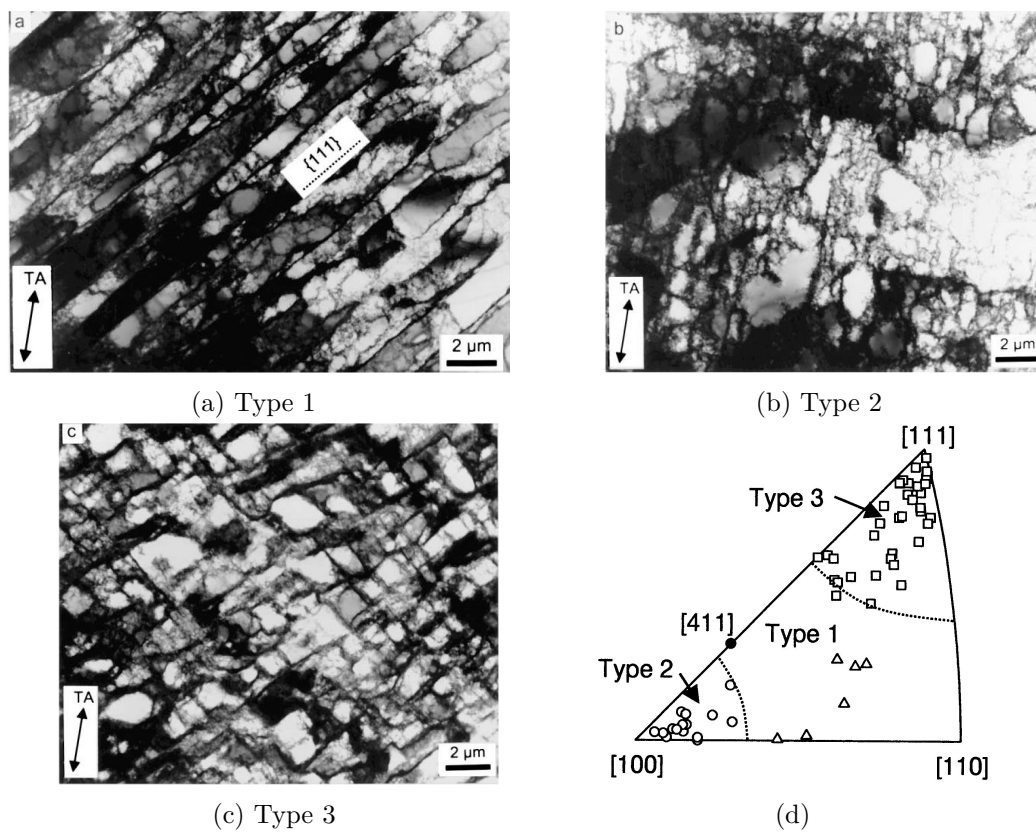 a
{111}
TA
2 µm
(a) Type 1
b
TA
2 µm
(b) Type 2
c
TA
2 µm
(c) Type 3
[111]
Type 3
[411]
Type 1
Type 2
[100]
[110]
(d)